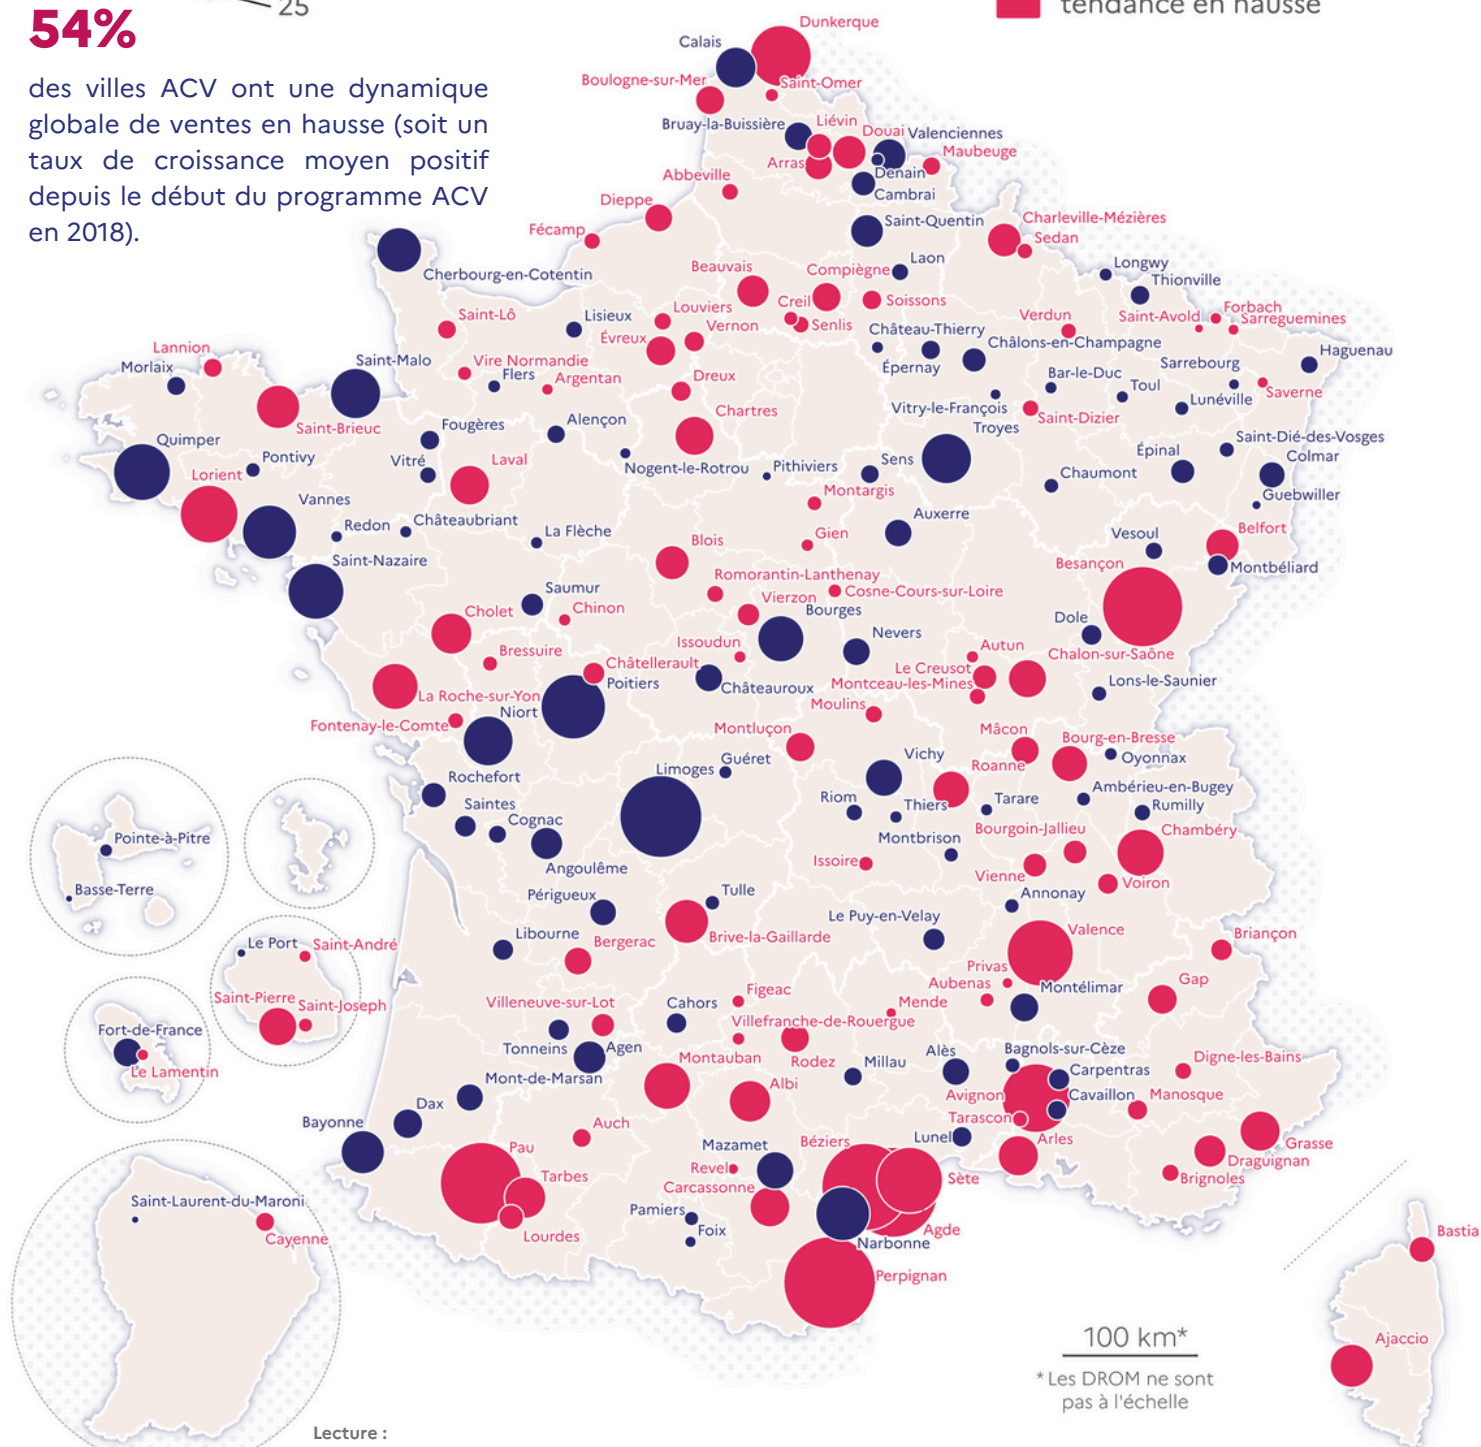 25
tendance en hausse
54%
des villes ACV ont une dynamique
globale de ventes en hausse (soit un
taux de croissance moyen positif
depuis le début du programme ACV
en 2018).
Dunkerque
Calais
Boulogne-sur-Mer
Saint-Omer
Bruay-la-Buissière
Liévin
Douai
Valenciennes
Maubeuge
Arras
Denain
Abbeville
Cambrai
Dieppe
Fécamp
Saint-Quentin
Charleville-Mézières
Sedan
Cherbourg-en-Cotentin
Beauvais
Compiègne
Laon
Longwy
Thionville
Saint-Lô
Lisieux
Louviers
Creil
Soissons
Vernon
Senlis
Évreux
Château-Thierry
Châlons-en-Champagne
Verdun
Saint-Avold
Forbach
Sarreguemines
Lannion
Morlaix
Saint-Malo
Vire Normandie
Flers
Argentan
Dreux
Épernay
Bar-le-Duc
Toul
Sarrebourg
Haguenau
Saverne
Lunéville
Saint-Brieuc
Fougères
Alençon
Chartres
Vitry-le-François
Troyes
Saint-Dizier
Quimper
Pontivy
Vitré
Laval
Nogent-le-Rotrou
Pithiviers
Sens
Chaumont
Épinal
Saint-Dié-des-Vosges
Colmar
Guebwiller
Lorient
Vannes
Redon
Châteaubriant
La Flèche
Montargis
Auxerre
Gien
Vesoul
Belfort
Montbéliard
Saint-Nazaire
Blois
Besançon
Saumur
Romorantin-Lanthenay
Cosne-Cours-sur-Loire
Cholet
Chinon
Vierzon
Bourges
Dole
Bressuire
Issoudun
Nevers
Autun
Chalon-sur-Saône
Châtellerault
Le Creusot
La Roche-sur-Yon
Poitiers
Châteauroux
Montceau-les-Mines
Lons-le-Saunier
Niort
Fontenay-le-Comte
Moulins
Montluçon
Mâcon
Bourg-en-Bresse
Oyonnax
Rochefort
Limoges
Guéret
Vichy
Roanne
Ambérieu-en-Bugey
Rumilly
Saintes
Cognac
Riom
Thiers
Tarare
Montbrison
Bourgoin-Jallieu
Chambéry
Pointe-à-Pitre
Angoulême
Issoire
Vienne
Voiron
Basse-Terre
Périgueux
Tulle
Annonay
Le Puy-en-Velay
Libourne
Bergerac
Brive-la-Gaillarde
Valence
Briançon
Le Port
Saint-André
Privas
Aubenas
Montélimar
Gap
Saint-Pierre
Saint-Joseph
Villeneuve-sur-Lot
Cahors
Figeac
Mende
Villefranche-de-Rouergue
Fort-de-France
Tonneins
Agen
Montauban
Rodez
Millau
Alès
Bagnols-sur-Cèze
Digne-les-Bains
Le Lamentin
Mont-de-Marsan
Albi
Carpentras
Avignon
Cavaillon
Manosque
Dax
Tarascon
Bayonne
Auch
Mazamet
Béziers
Lunel
Arles
Grasse
Draguignan
Pau
Tarbes
Revel
Carcassonne
Sète
Brignoles
Saint-Laurent-du-Maroni
Cayenne
Pamiers
Foix
Lourdes
Agde
Narbonne
Bastia
Perpignan
100 km*
Ajaccio
* Les DROM ne sont
pas à l'échelle
Lecture :